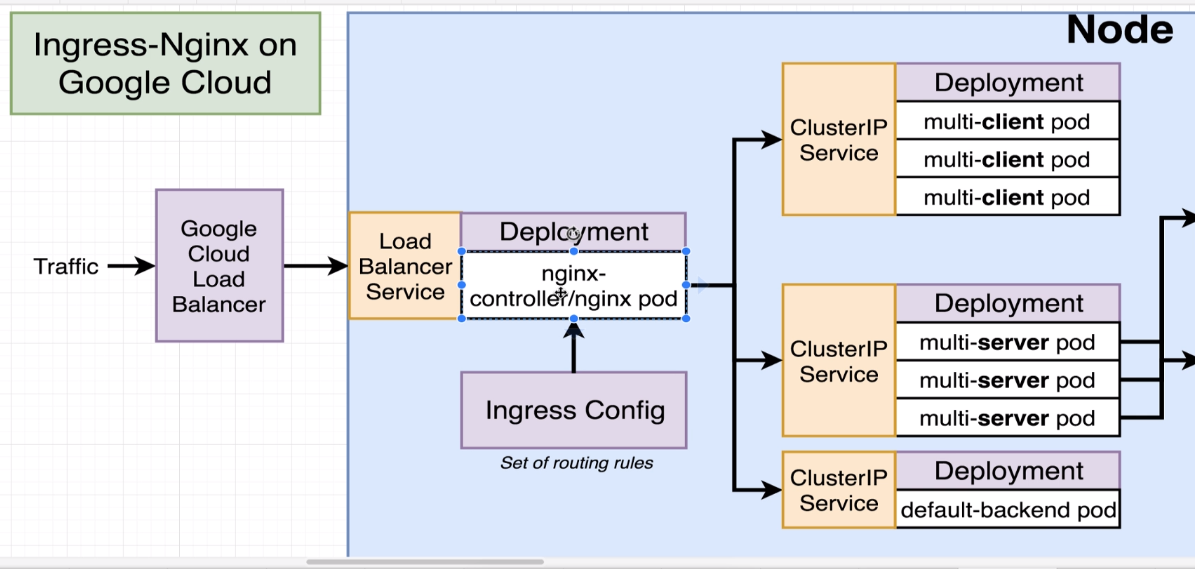 Ingress-Nginx on
Google Cloud
Node
Traffic
Google
Cloud
Load
Balancer
Load
Balancer
Service
Deployment
nginx-
controller/nginx pod
Ingress Config
Set of routing rules
ClusterIP
Service
Deployment
multi-client pod
multi-client pod
multi-client pod
ClusterIP
Service
Deployment
multi-server pod
multi-server pod
multi-server pod
ClusterIP
Service
Deployment
default-backend pod